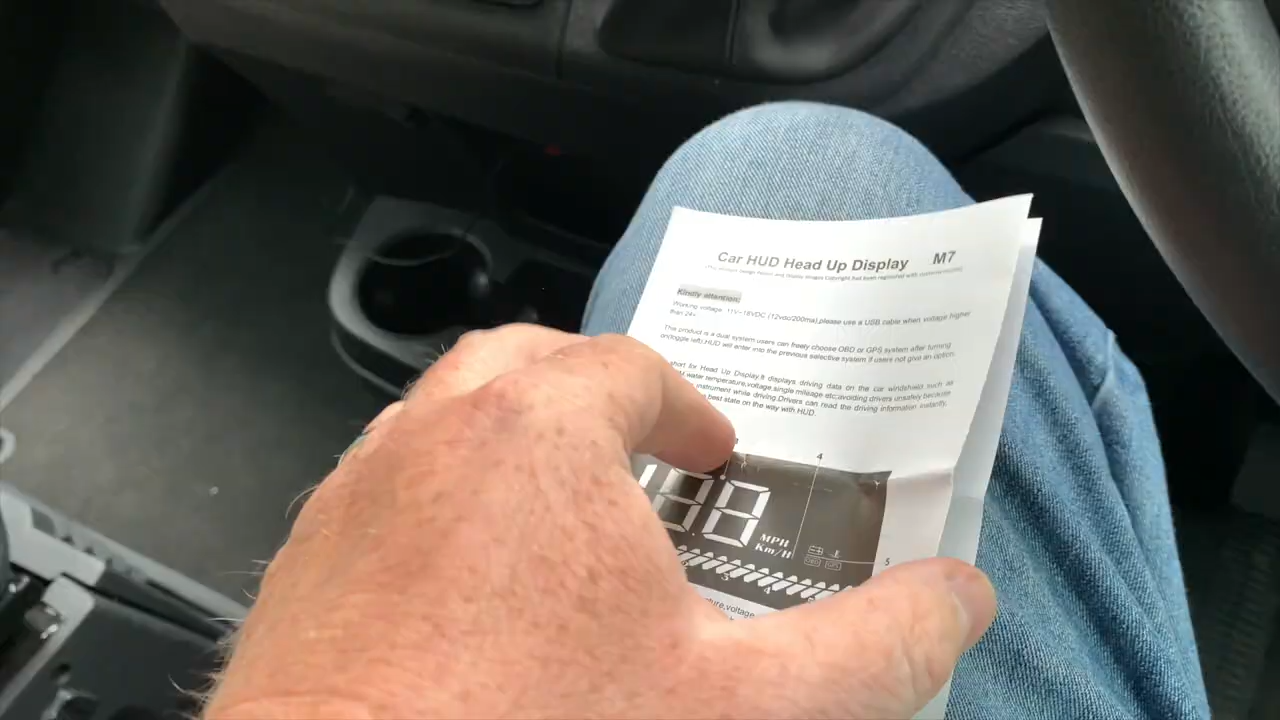 Car HUD Head Up Display M7
Kindly attention:
Working voltage: 11V~18VDC (12vdc/200ma),please use a USB cable when voltage higher
than 24v
This product is a dual system users can freely choose OBD or GPS system after turning
on(toggle left),HUD will enter into the previous selective system if users not give an option.
short for Head Up Display.It displays driving data on the car windshield such as
water temperature,voltage,single mileage etc;avoiding drivers unsafely because
instrument while driving.Drivers can read the driving information instantly,
best state on the way with HUD.
4
MPH
Km/H
OBD GPS
5
3
4
voltage